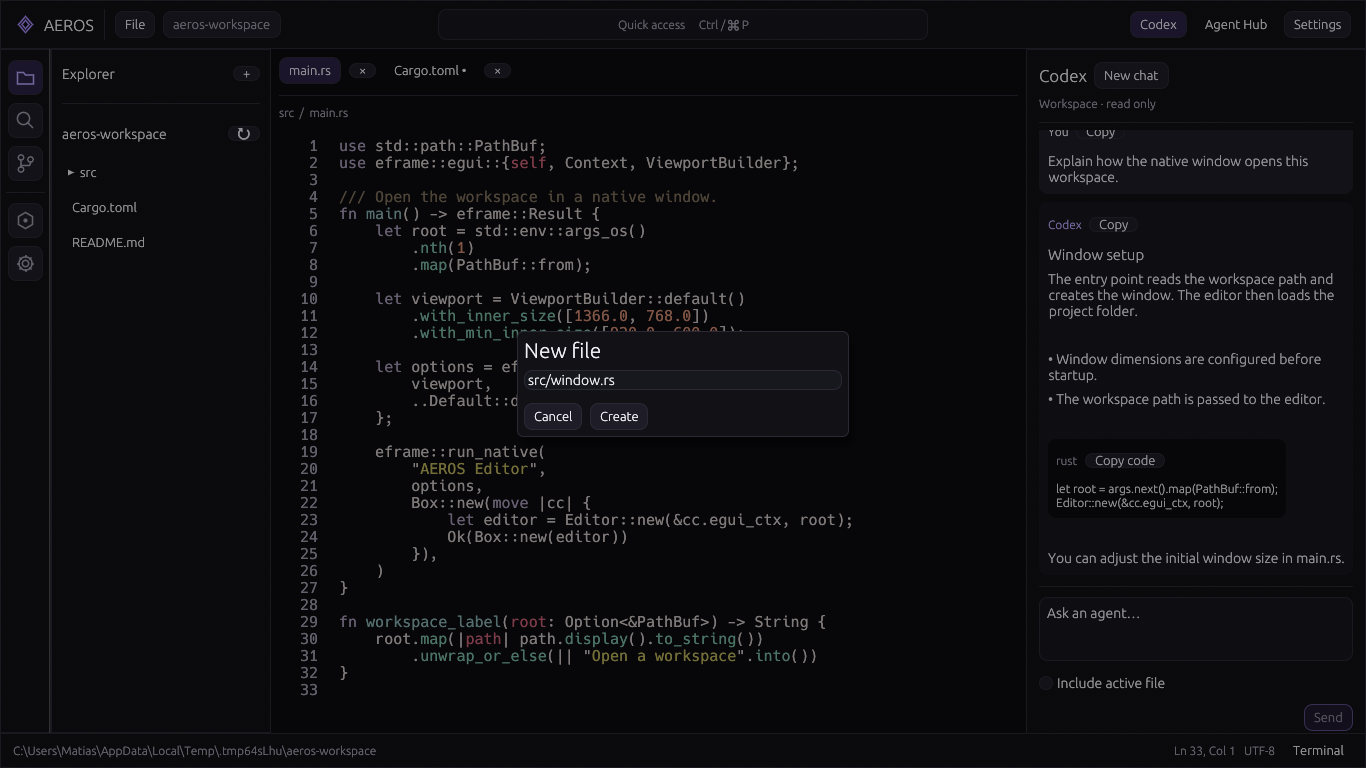 AEROS File aeros-workspace Quick access Ctrl/⌘P Codex Agent Hub Settings
Explorer +
aeros-workspace ↻
▸ src
Cargo.toml
README.md
main.rs × Cargo.toml • ×
src / main.rs
1 use std::path::PathBuf;
2 use eframe::egui::{self, Context, ViewportBuilder};
3
4 /// Open the workspace in a native window.
5 fn main() -> eframe::Result {
6 let root = std::env::args_os()
7 .nth(1)
8 .map(PathBuf::from);
9
10 let viewport = ViewportBuilder::default()
11 .with_inner_size([1366.0, 768.0])
12 .with_min_inner_size([920.0, 600.0]);
13
14 let options = ef
15 viewport,
16 ..Default::d
17 };
18
19 eframe::run_native(
20 "AEROS Editor",
21 options,
22 Box::new(move |cc| {
23 let editor = Editor::new(&cc.egui_ctx, root);
24 Ok(Box::new(editor))
25 }),
26 )
27 }
28
29 fn workspace_label(root: Option<&PathBuf>) -> String {
30 root.map(|path| path.display().to_string())
31 .unwrap_or_else(|| "Open a workspace".into())
32 }
33
New file
src/window.rs
Cancel Create
Codex New chat
Workspace · read only
You Copy
Explain how the native window opens this
workspace.
Codex Copy
Window setup
The entry point reads the workspace path and
creates the window. The editor then loads the
project folder.
• Window dimensions are configured before
startup.
• The workspace path is passed to the editor.
rust Copy code
let root = args.next().map(PathBuf::from);
Editor::new(&cc.egui_ctx, root);
You can adjust the initial window size in main.rs.
Ask an agent…
Include active file
Send
C:\Users\Matias\AppData\Local\Temp\.tmp64sLhu\aeros-workspace Ln 33, Col 1 UTF-8 Terminal